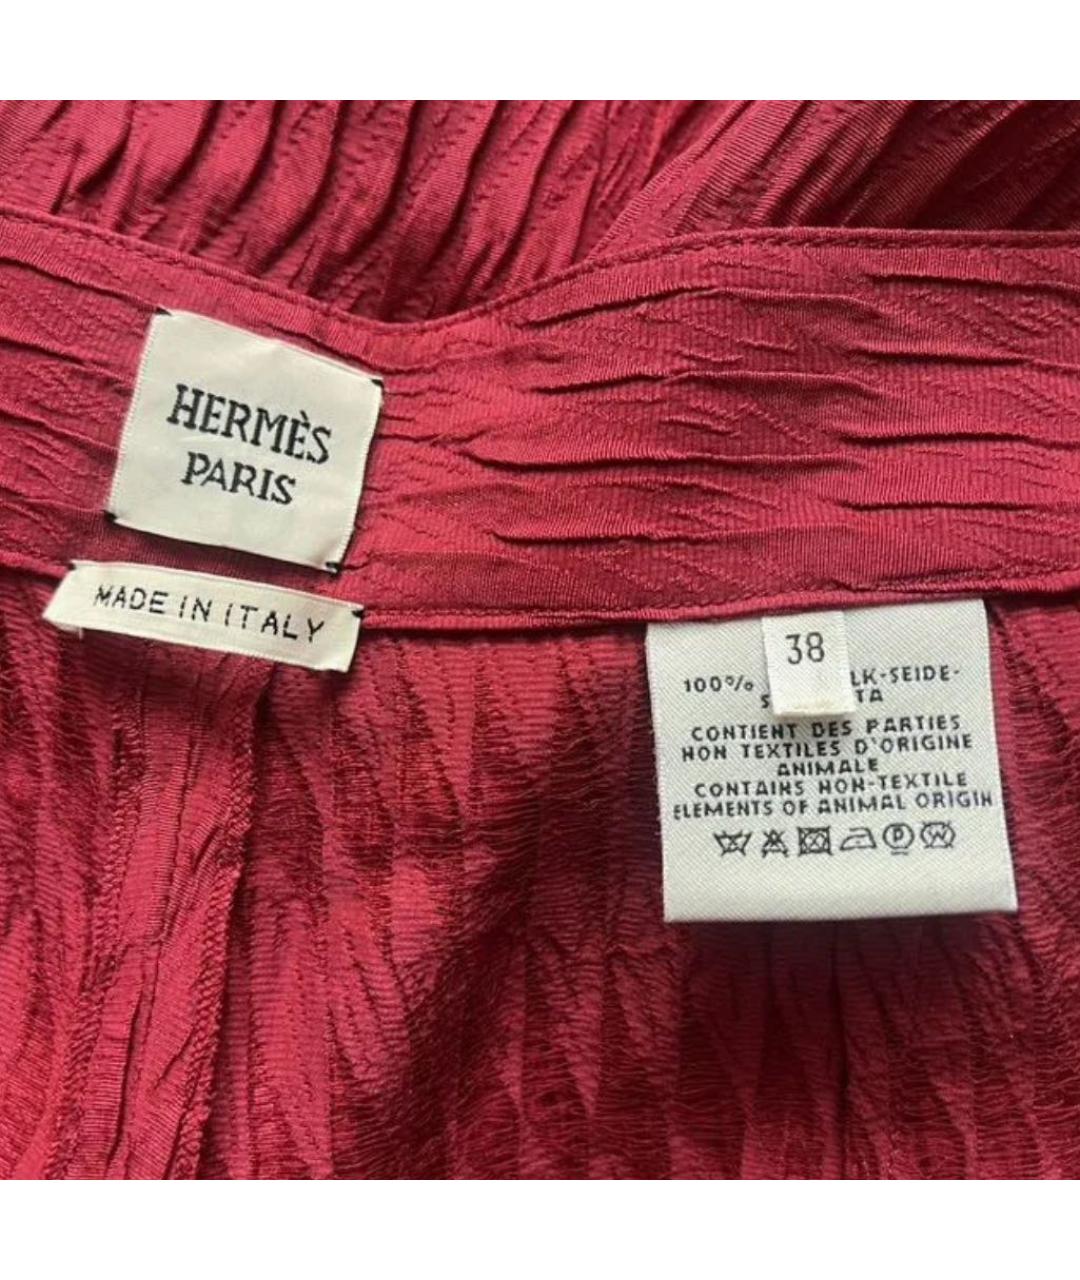 HERMÈS
PARIS
MADE IN ITALY
38
100%
CONTIENT DES PARTIES
NON TEXTILES D'ORIGINE
ANIMALE
CONTAINS NON-TEXTILE
ELEMENTS OF ANIMAL ORIGIN
P W